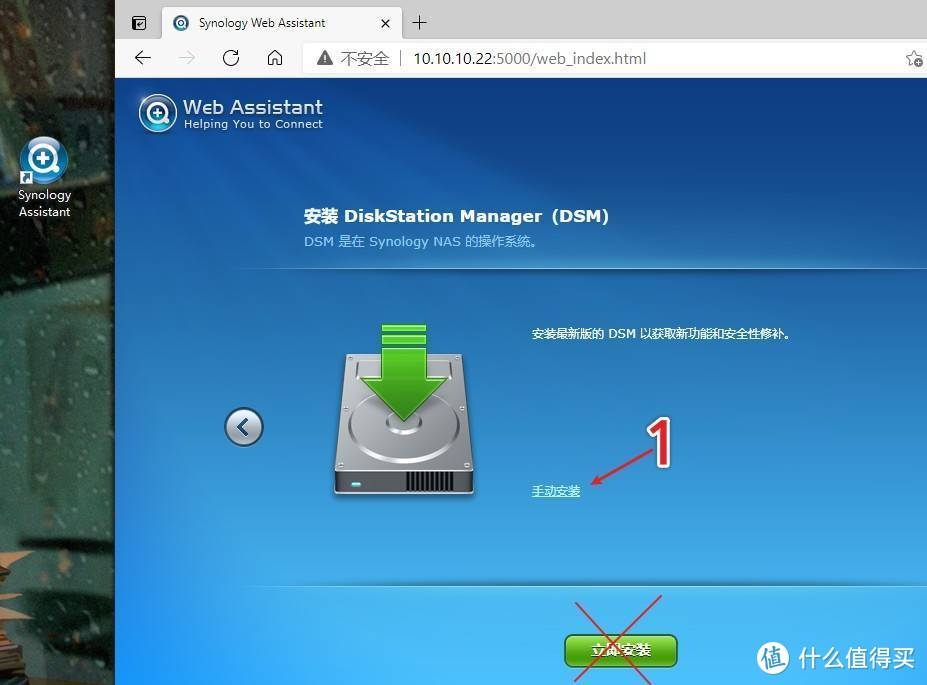 Synology Web Assistant
不安全
10.10.10.22:5000/web_index.html
Web Assistant
Helping You to Connect
Synology
Assistant
安装 DiskStation Manager (DSM)
DSM 是在 Synology NAS 的操作系统。
安装最新版的 DSM 以获取新功能和安全性修补。
1
手动安装
立即安装
值 什么值得买